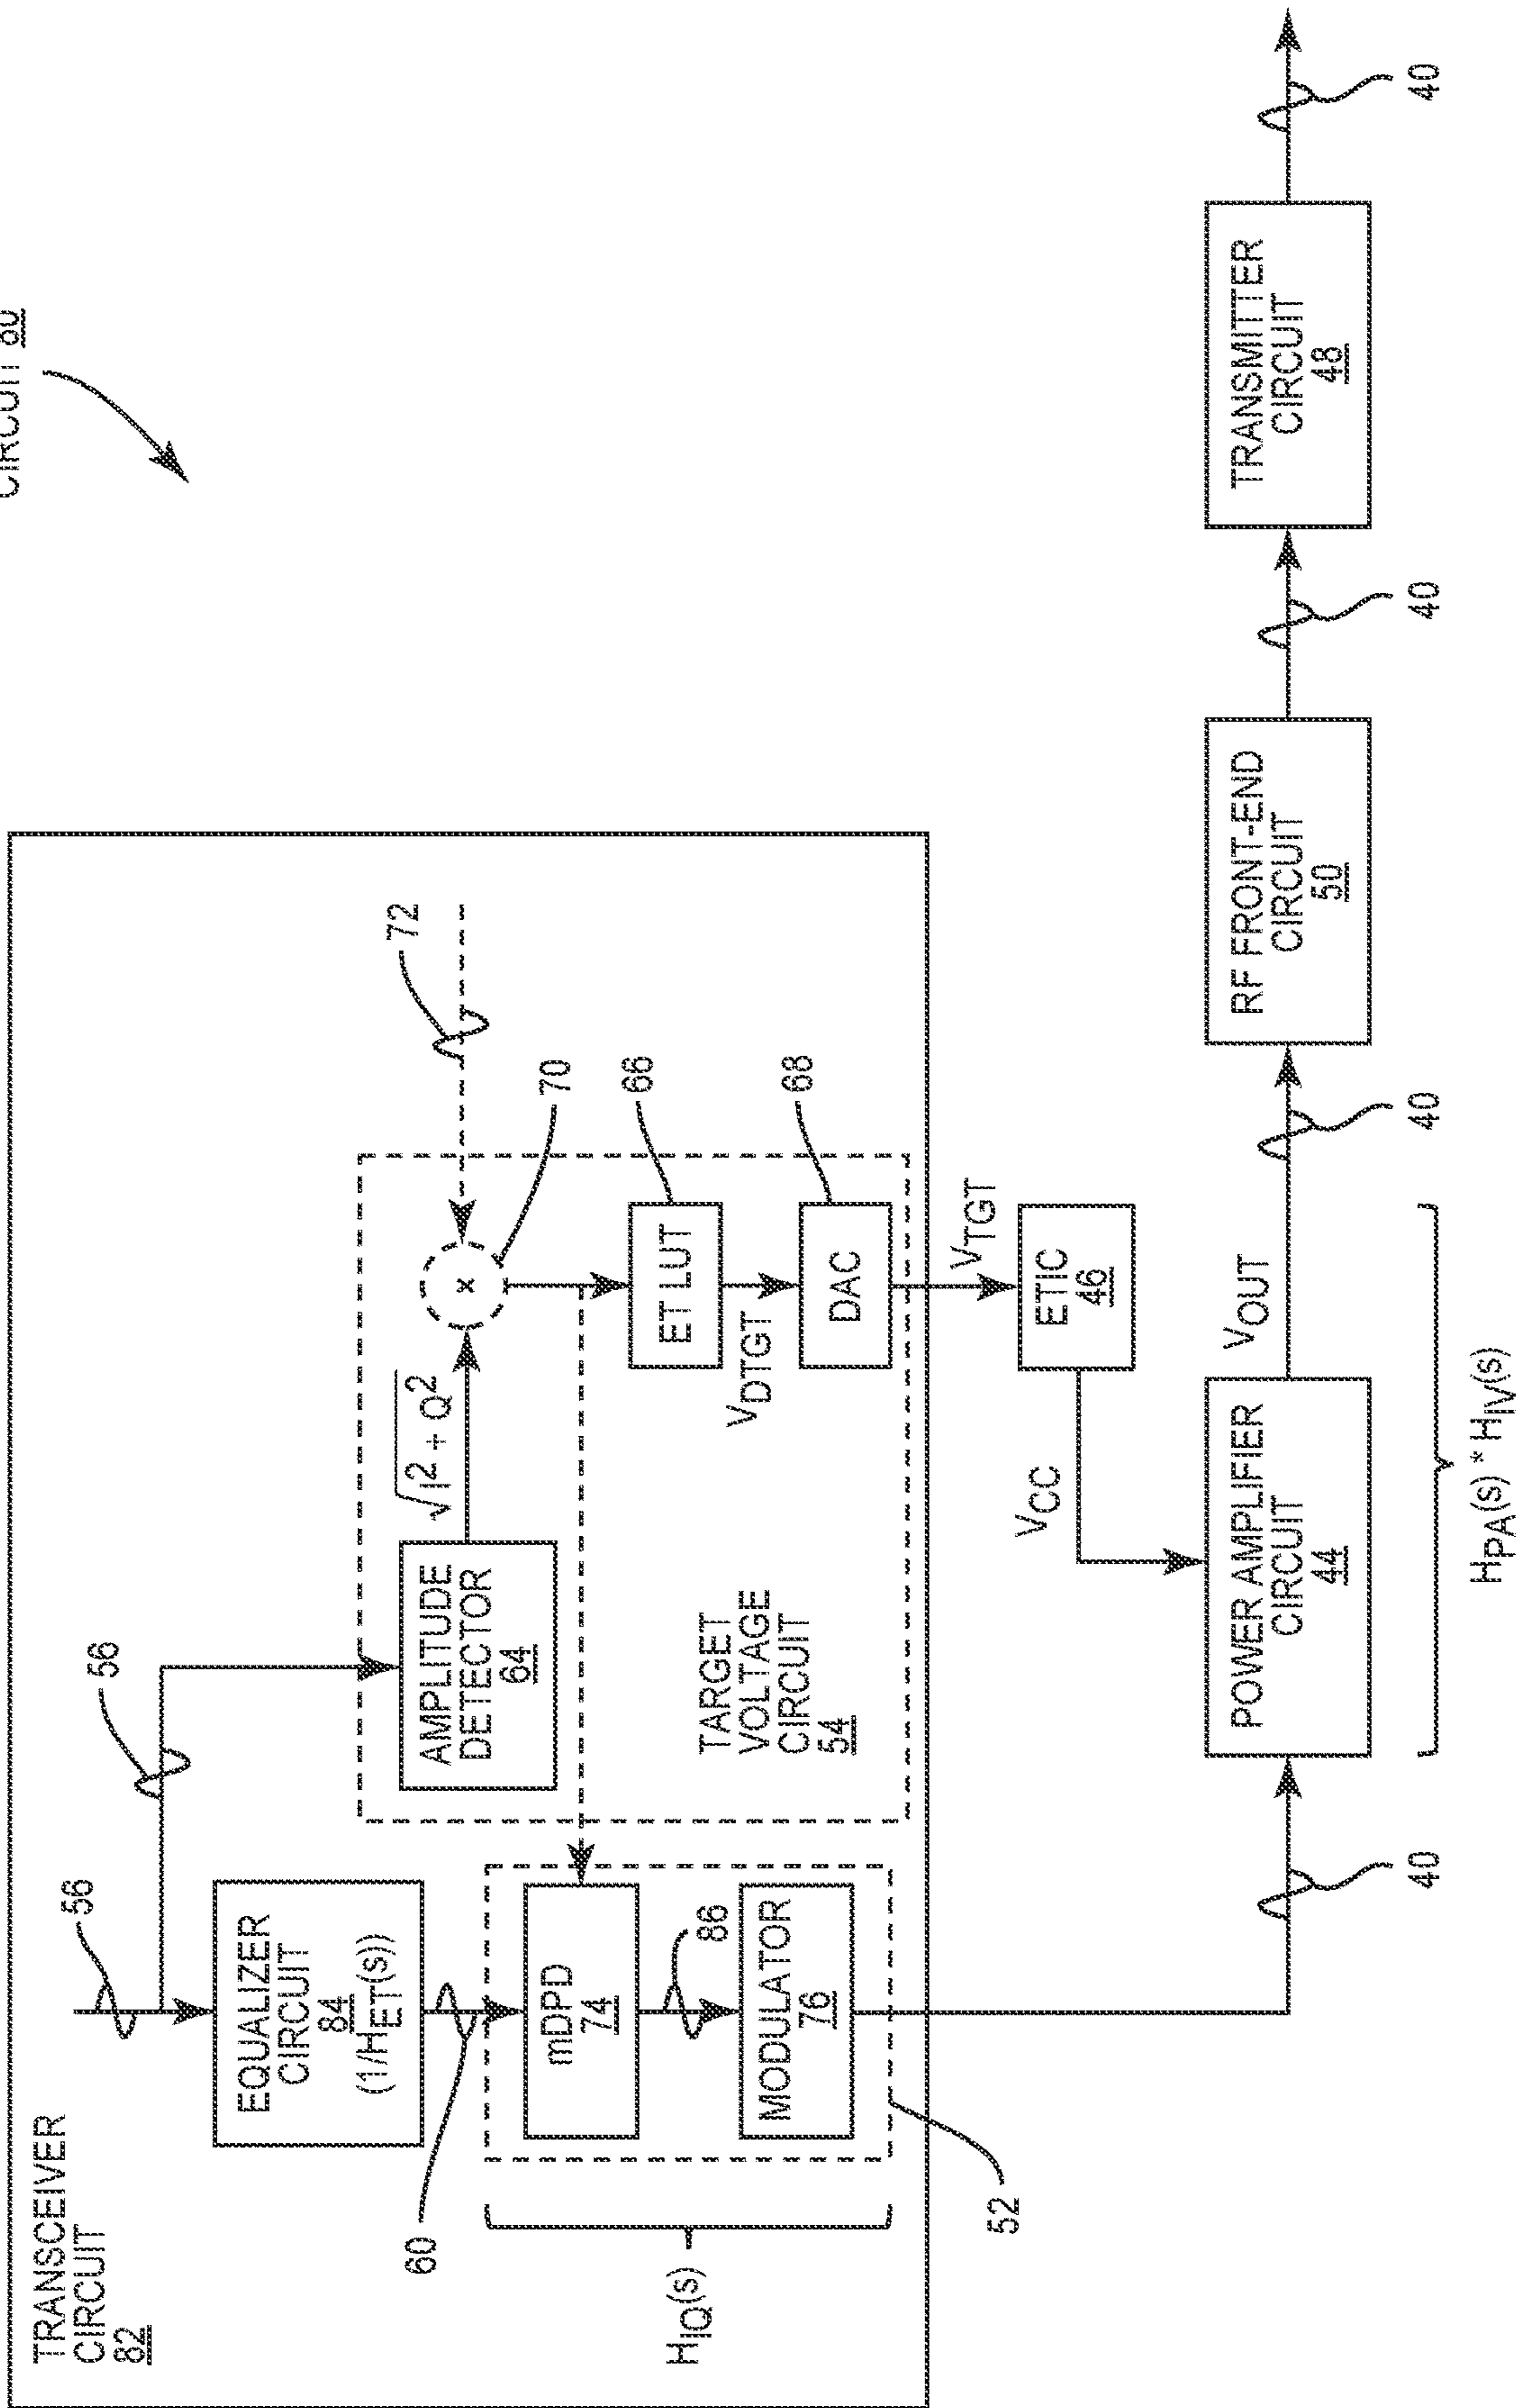 CIRCUIT 80
TRANSCEIVER
CIRCUIT
82
56
56
EQUALIZER
CIRCUIT
84
(1/HET(s))
60
mDPD
74
86
MODULATOR
76
HIQ(s)
52
AMPLITUDE
DETECTOR
64
√I² + Q²
72
x
70
ET LUT
66
VDTGT
DAC
68
TARGET
VOLTAGE
CIRCUIT
54
VTGT
ETIC
46
VCC
40
POWER AMPLIFIER
CIRCUIT
44
HPA(s) * HIV(s)
VOUT
40
RF FRONT-END
CIRCUIT
50
40
TRANSMITTER
CIRCUIT
48
40